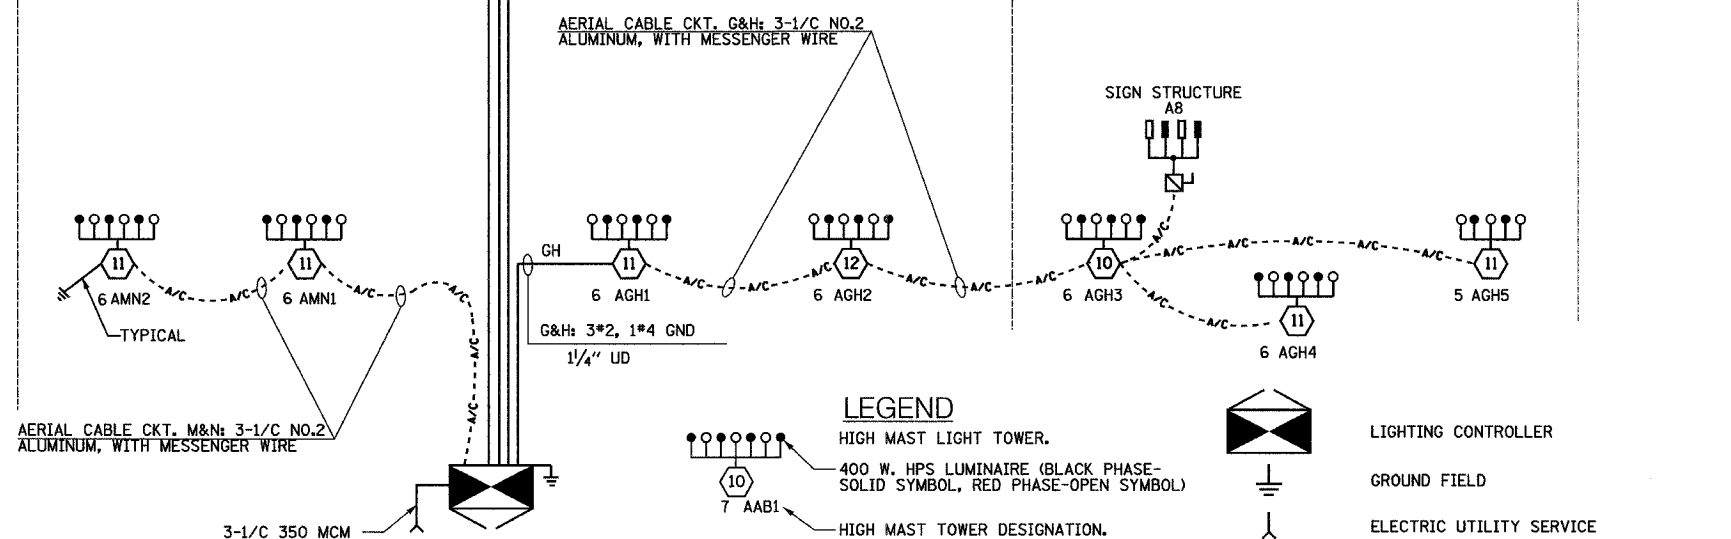 AERIAL CABLE CKT. G&H: 3-1/C NO.2
ALUMINUM, WITH MESSENGER WIRE
SIGN STRUCTURE
A8
11
6 AMN2
A/C
A/C
11
6 AMN1
A/C
A/C
A/C
A/C
TYPICAL
GH
11
6 AGH1
A/C
A/C
12
6 AGH2
A/C
A/C
A/C
10
6 AGH3
A/C
A/C
A/C
A/C
A/C
A/C
11
5 AGH5
A/C
A/C
11
6 AGH4
G&H: 3#2, 1#4 GND
1 1/4" UD
AERIAL CABLE CKT. M&N: 3-1/C NO.2
ALUMINUM, WITH MESSENGER WIRE
3-1/C 350 MCM
LEGEND
HIGH MAST LIGHT TOWER.
400 W. HPS LUMINAIRE (BLACK PHASE-
SOLID SYMBOL, RED PHASE-OPEN SYMBOL)
10
7 AAB1
HIGH MAST TOWER DESIGNATION.
LIGHTING CONTROLLER
GROUND FIELD
ELECTRIC UTILITY SERVICE